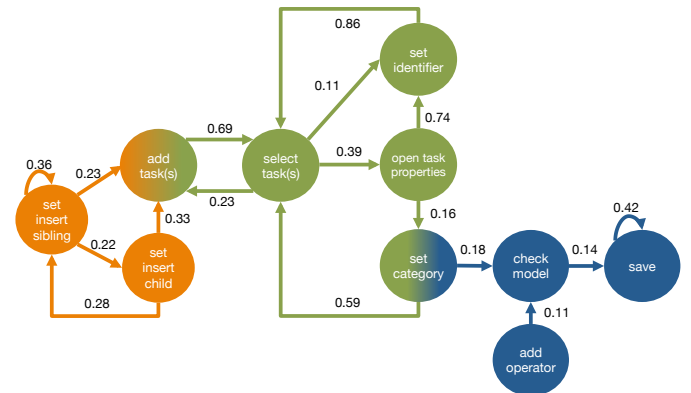 0.86
set
identifier
0.11
0.74
0.69
0.36
0.23
add
task(s)
select
task(s)
0.39
open task
properties
0.23
set
insert
sibling
0.33
0.16
0.22
set
insert
child
set
category
0.18
check
model
0.14
0.42
save
0.28
0.59
0.11
add
operator